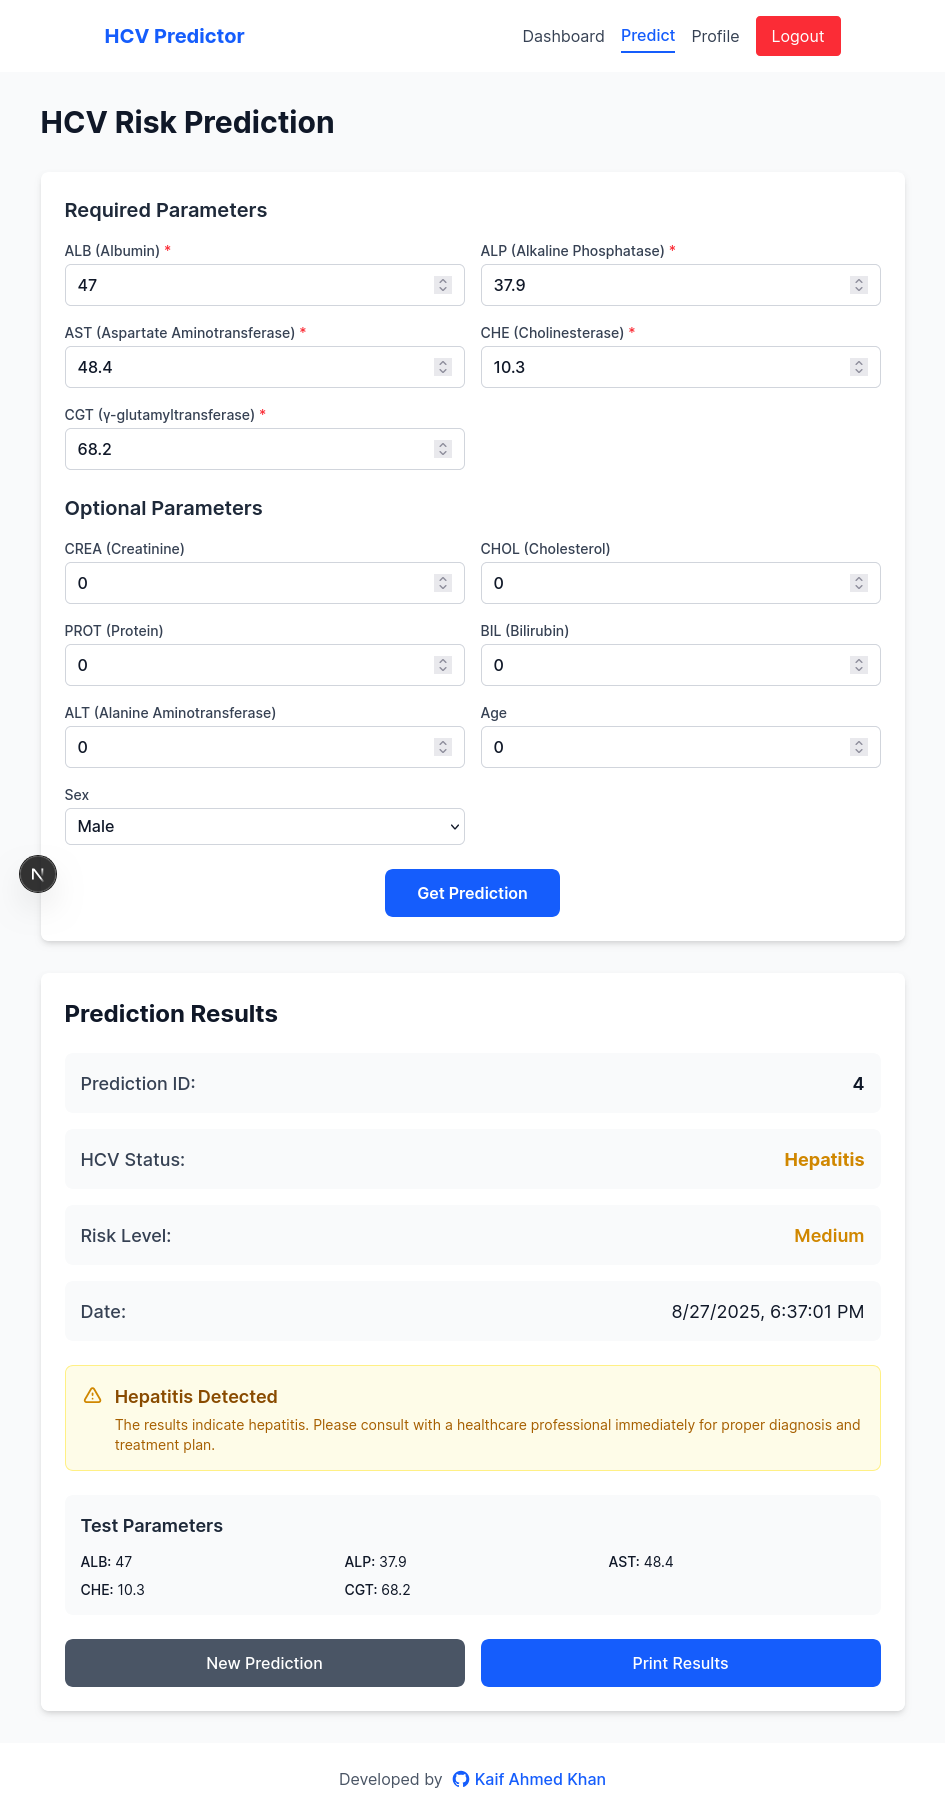 HCV Predictor
Dashboard Predict Profile Logout
HCV Risk Prediction
Required Parameters
ALB (Albumin) * ALP (Alkaline Phosphatase) *
47 37.9
AST (Aspartate Aminotransferase) * CHE (Cholinesterase) *
48.4 10.3
CGT (γ-glutamyltransferase) *
68.2
Optional Parameters
CREA (Creatinine) CHOL (Cholesterol)
0 0
PROT (Protein) BIL (Bilirubin)
0 0
ALT (Alanine Aminotransferase) Age
0 0
Sex
Male
N
Get Prediction
Prediction Results
Prediction ID: 4
HCV Status: Hepatitis
Risk Level: Medium
Date: 8/27/2025, 6:37:01 PM
Hepatitis Detected
The results indicate hepatitis. Please consult with a healthcare professional immediately for proper diagnosis and
treatment plan.
Test Parameters
ALB: 47 ALP: 37.9 AST: 48.4
CHE: 10.3 CGT: 68.2
New Prediction Print Results
Developed by Kaif Ahmed Khan